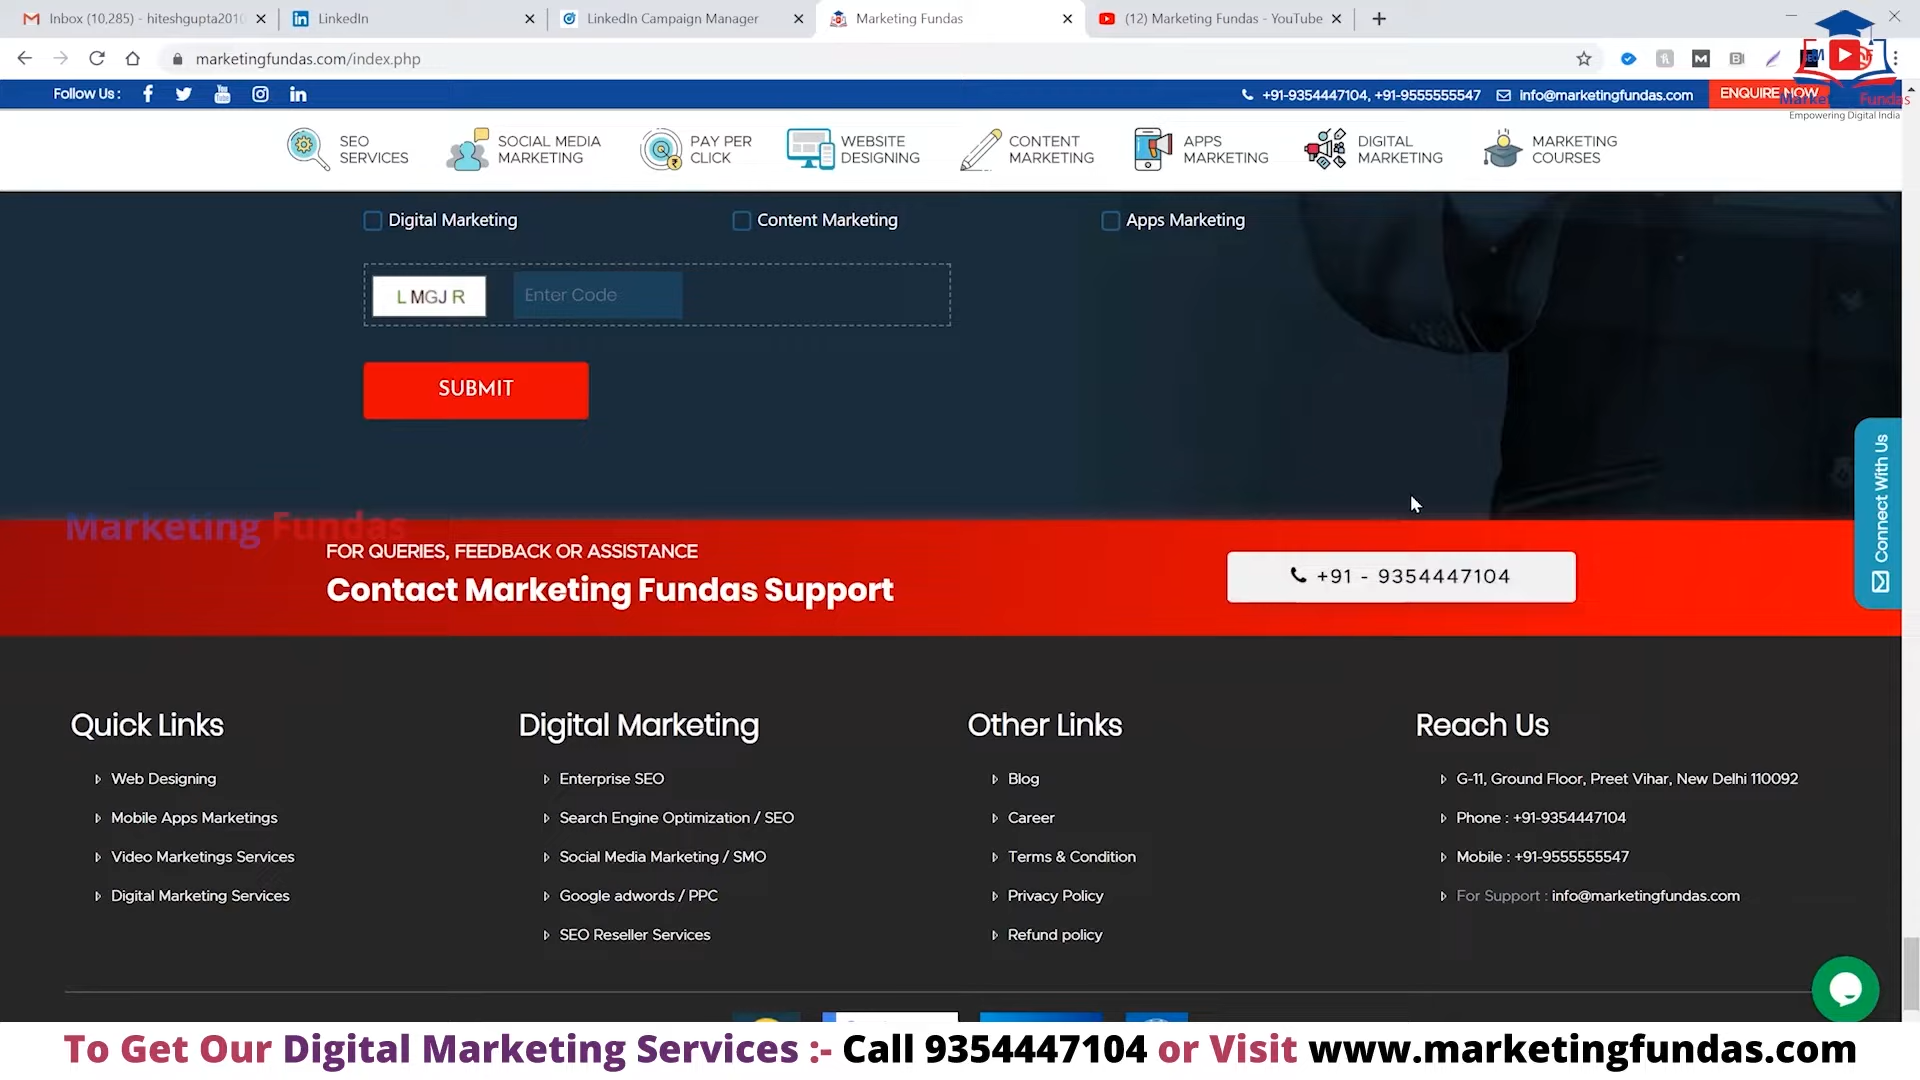 Inbox (10,285) - hiteshgupta2010
LinkedIn
LinkedIn Campaign Manager
Marketing Fundas
(12) Marketing Fundas - YouTube
marketingfundas.com/index.php
Follow Us :
+91-9354447104, +91-9555555547
info@marketingfundas.com
ENQUIRE NOW
Marketing Fundas
Empowering Digital India
SEO
SERVICES
SOCIAL MEDIA
MARKETING
PAY PER
CLICK
WEBSITE
DESIGNING
CONTENT
MARKETING
APPS
MARKETING
DIGITAL
MARKETING
MARKETING
COURSES
Digital Marketing
Content Marketing
Apps Marketing
L MGJ R
Enter Code
SUBMIT
Connect With Us
Marketing Fundas
FOR QUERIES, FEEDBACK OR ASSISTANCE
Contact Marketing Fundas Support
+91 - 9354447104
Quick Links
Web Designing
Mobile Apps Marketings
Video Marketings Services
Digital Marketing Services
Digital Marketing
Enterprise SEO
Search Engine Optimization / SEO
Social Media Marketing / SMO
Google adwords / PPC
SEO Reseller Services
Other Links
Blog
Career
Terms & Condition
Privacy Policy
Refund policy
Reach Us
G-11, Ground Floor, Preet Vihar, New Delhi 110092
Phone : +91-9354447104
Mobile : +91-9555555547
For Support : info@marketingfundas.com
To Get Our Digital Marketing Services :- Call 9354447104 or Visit www.marketingfundas.com